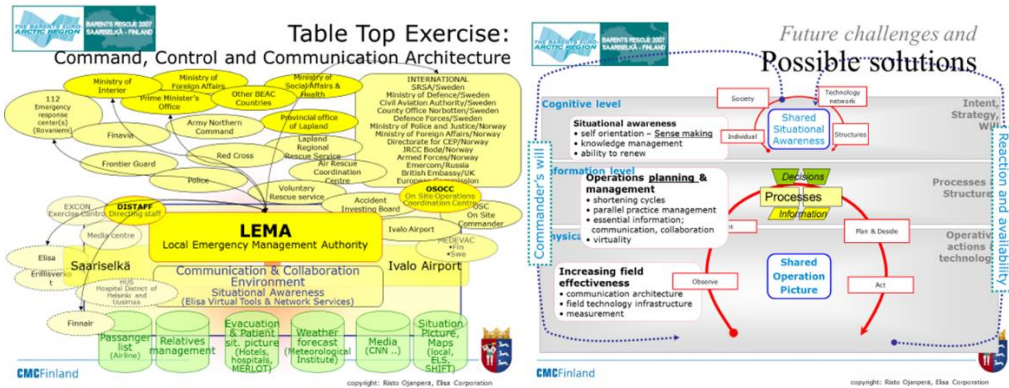 THE BARENTS EURO-
ARCTIC REGION
BARENTS RESCUE 2007
SAARISELKÄ - FINLAND
Table Top Exercise:
Command, Control and Communication Architecture
Ministry of
Interior
Ministry of
Foreign Affairs
Prime Minister's
Office
Other BEAC
Countries
Ministry of
Social Affairs &
Health
112
Emergency
response
center(s)
(Rovaniemi)
Finavia
Army Northern
Command
Provincial office
of Lapland
Lapland
Regional
Rescue Service
Frontier Guard
Red Cross
Air Rescue
Coordination
Centre
Police
Voluntary
Rescue service
Accident
Investing Board
INTERNATIONAL
SRSA/Sweden
Ministry of Defence/Sweden
Civil Aviation Authority/Sweden
County Office Norbotten/Sweden
Defence Forces/Sweden
Ministry of Police and Justice/Norway
Ministry of Foreign Affairs/Norway
Directorate for CEP/Norway
JRCC Bodø/Norway
Armed Forces/Norway
Emercom/Russia
British Embassy/UK
European Commission
OSOCC
On Site Operations
Coordination Centre
OSC
On Site
Commander
EXCON
Exercise Control
DISTAFF
Directing staff
Media centre
LEMA
Local Emergency Management Authority
Ivalo Airport
MEDEVAC
•Fin
•Swe
Elisa
Erillisverkot
Saariselkä
Ivalo Airport
HUS
Hospital District of
Helsinki and
Uusimaa
Communication & Collaboration
Environment
Situational Awareness
(Elisa Virtual Tools & Network Services)
Finnair
Passanger
list
(Airline)
Relatives
management
Evacuation
& Patient
sit. picture
(Hotels,
hospitals,
MERLOT)
Weather
forecast
(Meteorological
Institute)
Media
(CNN ..)
Situation
Picture,
Maps
(local,
ELS,
SHIFT)
CMCFinland
copyright: Risto Ojanperä, Elisa Corporation
THE BARENTS EURO-
ARCTIC REGION
BARENTS RESCUE 2007
SAARISELKÄ - FINLAND
Future challenges and
Possible solutions
Society
Technology
network
Cognitive level
Intent,
Strategy,
Situational awareness
• self orientation – Sense making
• knowledge management
• ability to renew
Individual
Shared
Situational
Awareness
Structures
Commander's will
Reaction and availability
Operations planning &
management
• shortening cycles
• parallel practice management
• essential information;
communication, collaboration
• virtuality
Decisions
Processes
Information
Processes
Structure
Plan & Deside
Increasing field
effectiveness
• communication architecture
• field technology infrastructure
• measurement
Observe
Shared
Operation
Picture
Act
actions &
CMCFinland
copyright: Risto Ojanperä, Elisa Corporation